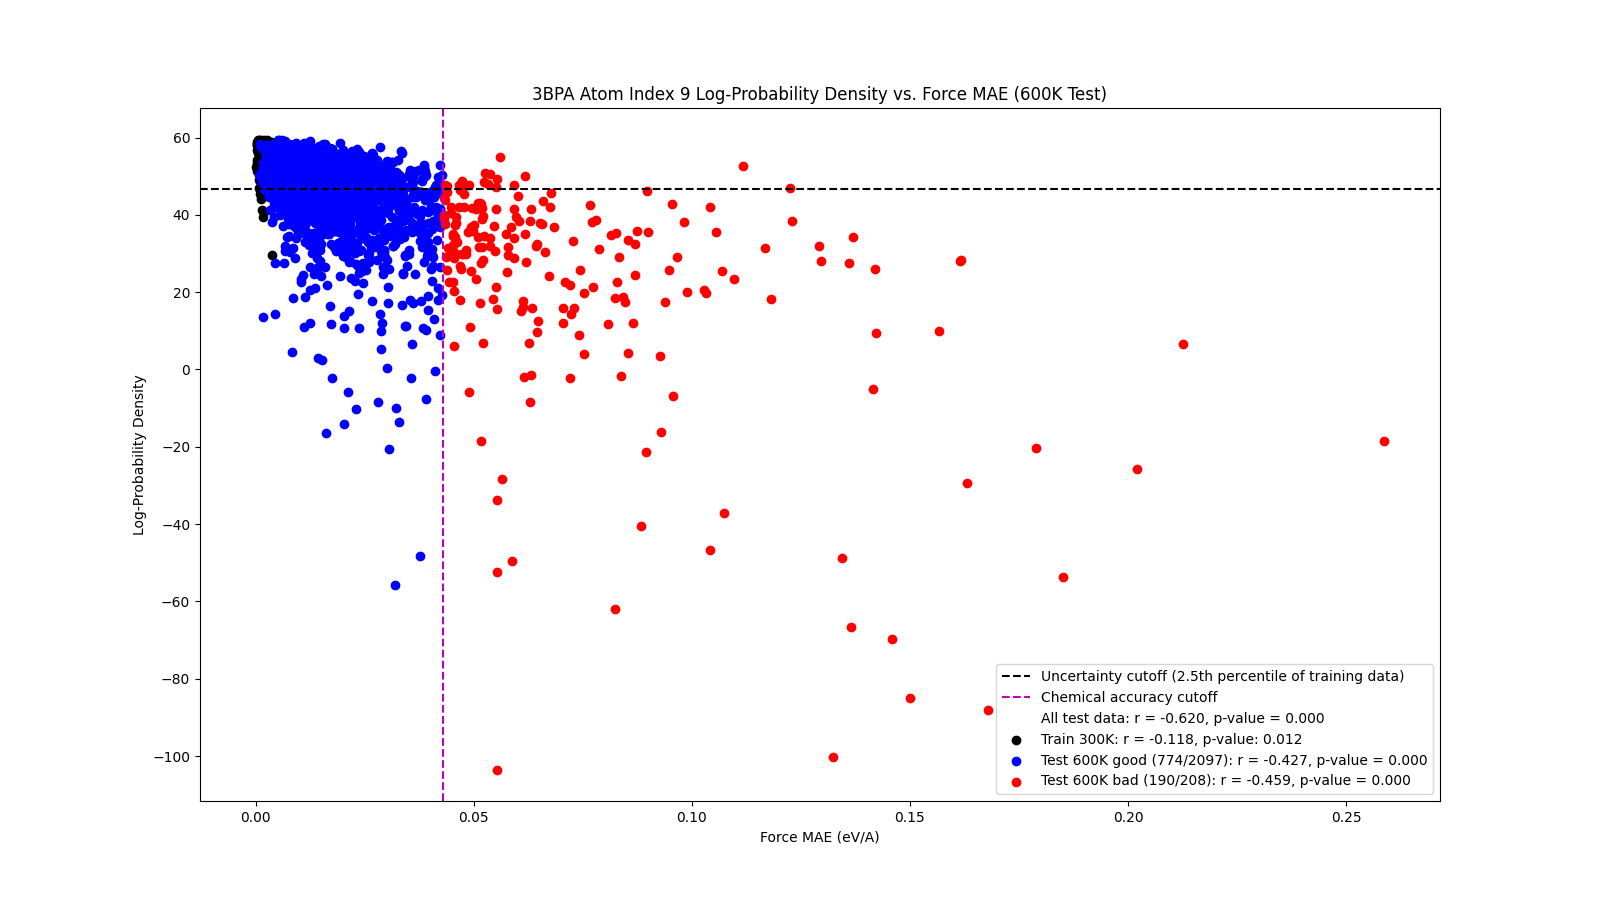 3BPA Atom Index 9 Log-Probability Density vs. Force MAE (600K Test)
60
40
20
0
−20
−40
−60
−80
−100
Log-Probability Density
0.00
0.05
0.10
0.15
0.20
0.25
Force MAE (eV/A)
Uncertainty cutoff (2.5th percentile of training data)
Chemical accuracy cutoff
All test data: r = -0.620, p-value = 0.000
Train 300K: r = -0.118, p-value: 0.012
Test 600K good (774/2097): r = -0.427, p-value = 0.000
Test 600K bad (190/208): r = -0.459, p-value = 0.000